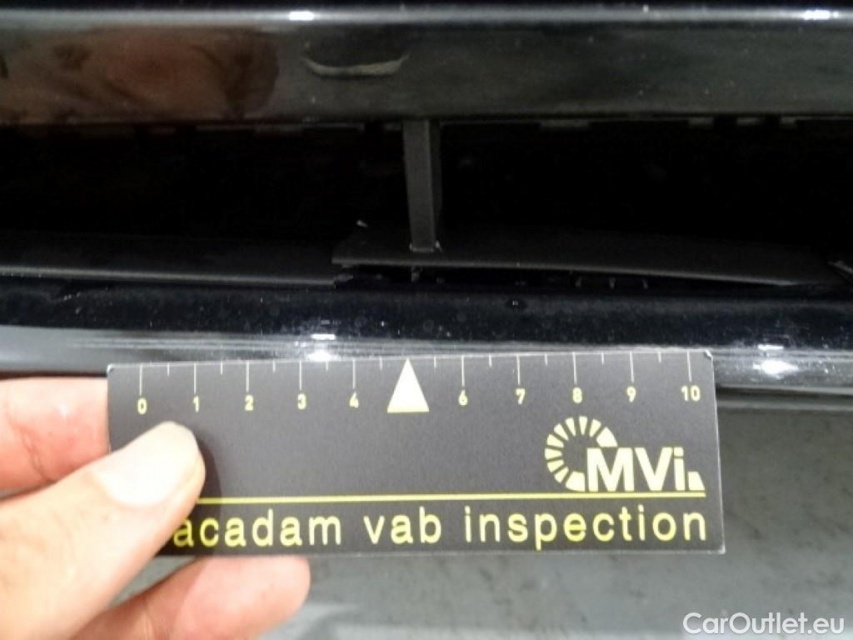 0 1 2 3 4 6 7 8 9 10
MVi
acadam vab inspection
CarOutlet.eu